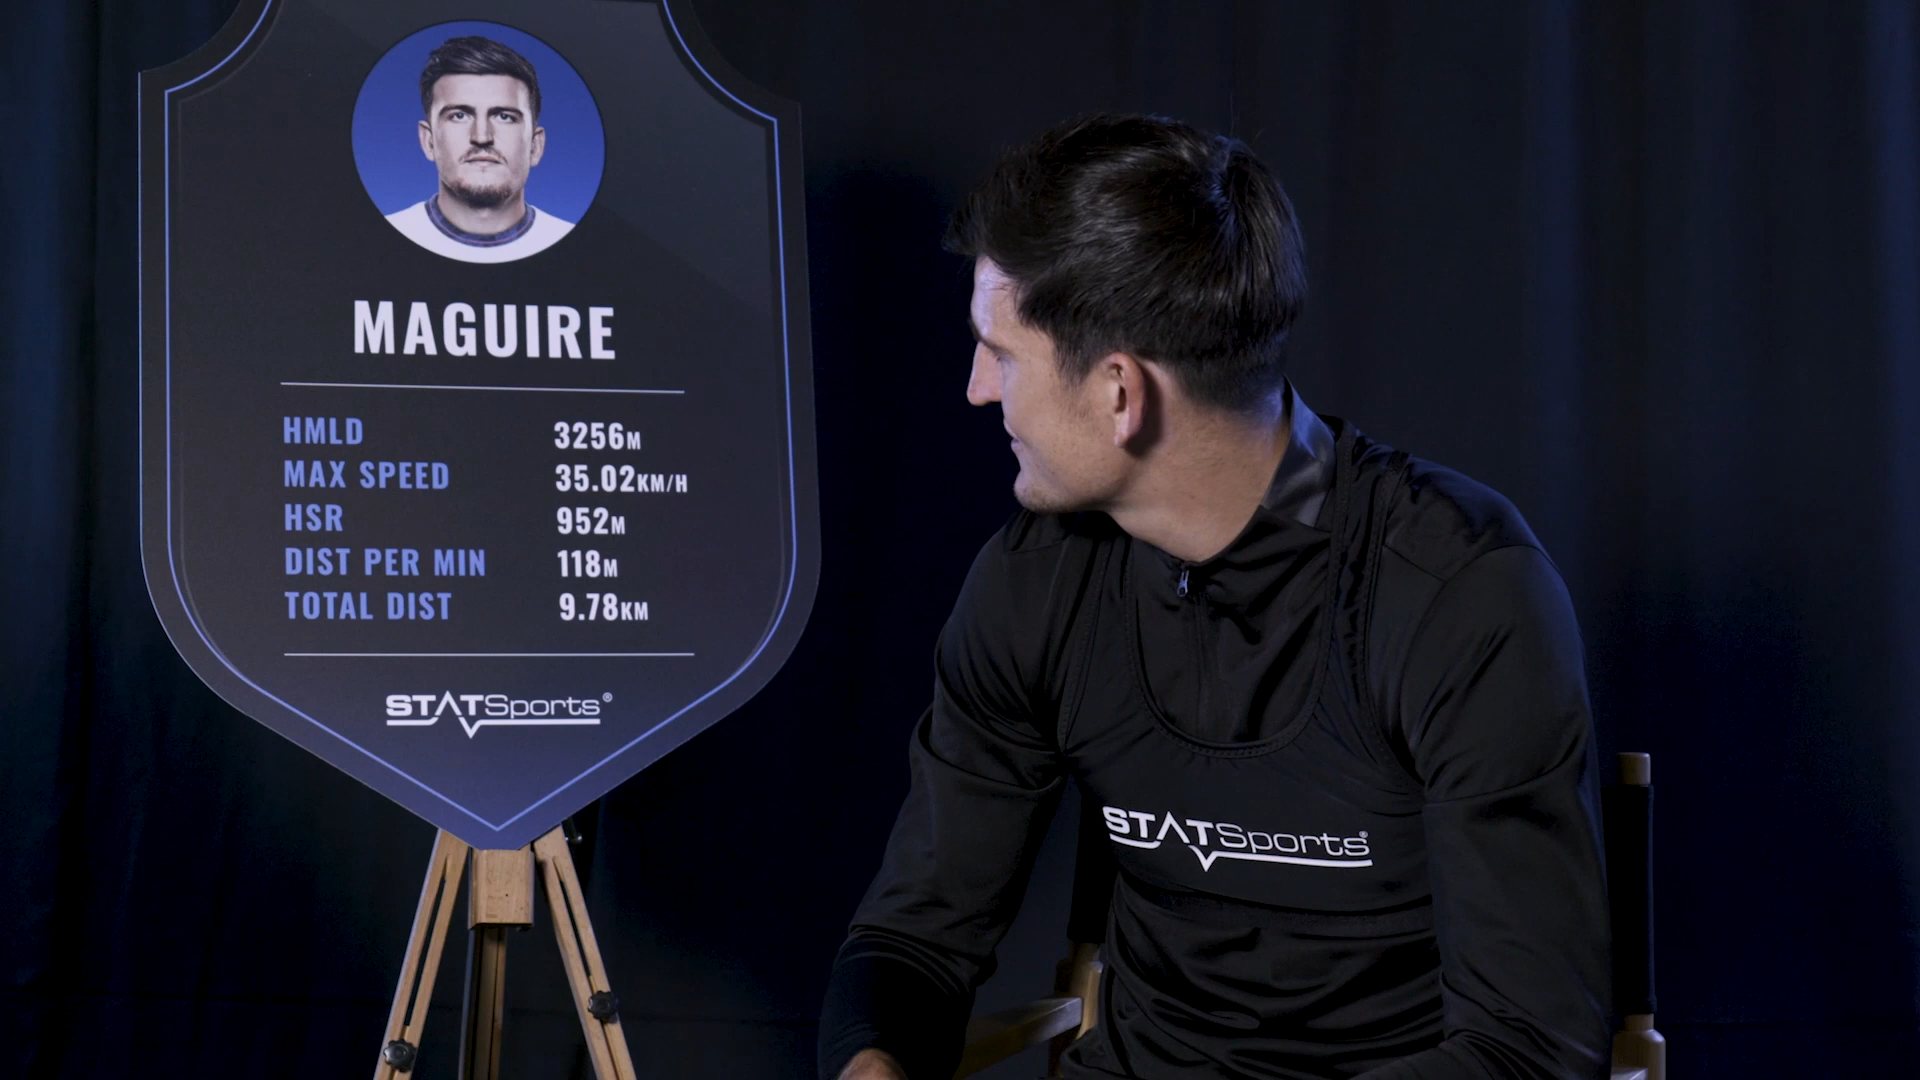 MAGUIRE
HMLD 3256M
MAX SPEED 35.02KM/H
HSR 952M
DIST PER MIN 118M
TOTAL DIST 9.78KM
STATSports®
STATSports®